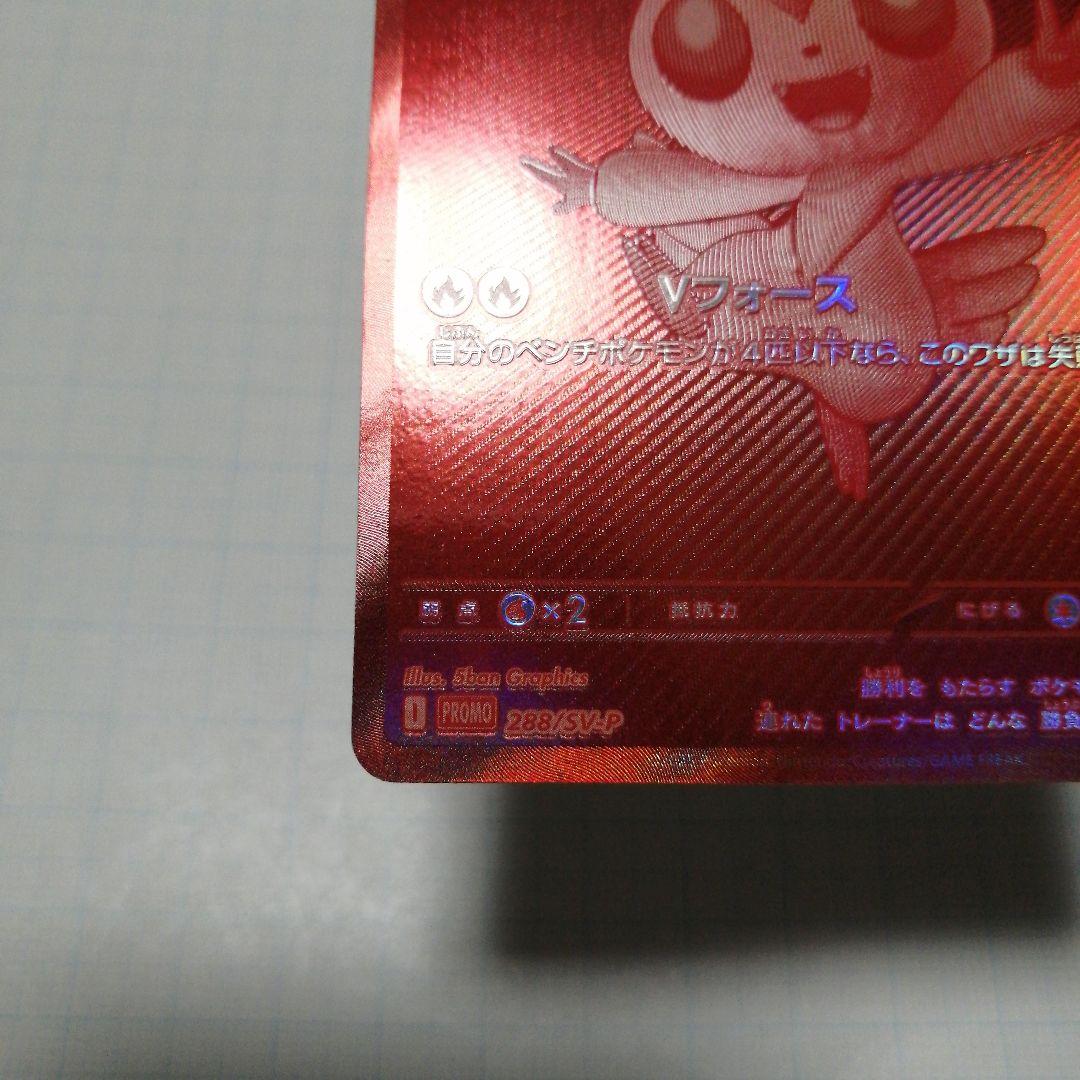 Vフォース
自分のベンチポケモンが4匹以下なら、このワザは失
弱点 ×2 抵抗力 にげる
Illus. 5ban Graphics
勝利を もたらす ポケモ
I PROMO 288/SV-P
連れた トレーナーは どんな 勝負
Creatures/GAME FREAK